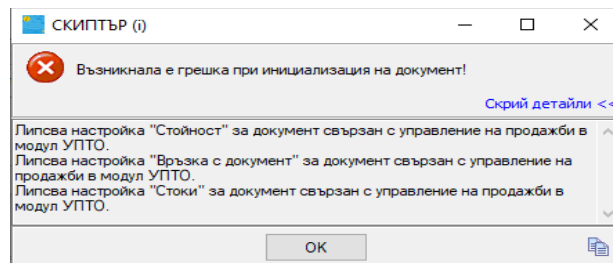 СКИПТЪР (i)
Възникнала е грешка при инициализация на документ!
Скрий детайли <<
Липсва настройка "Стойност" за документ свързан с управление на продажби в
модул УПТО.
Липсва настройка "Връзка с документ" за документ свързан с управление на
продажби в модул УПТО.
Липсва настройка "Стоки" за документ свързан с управление на продажби в
модул УПТО.
OK